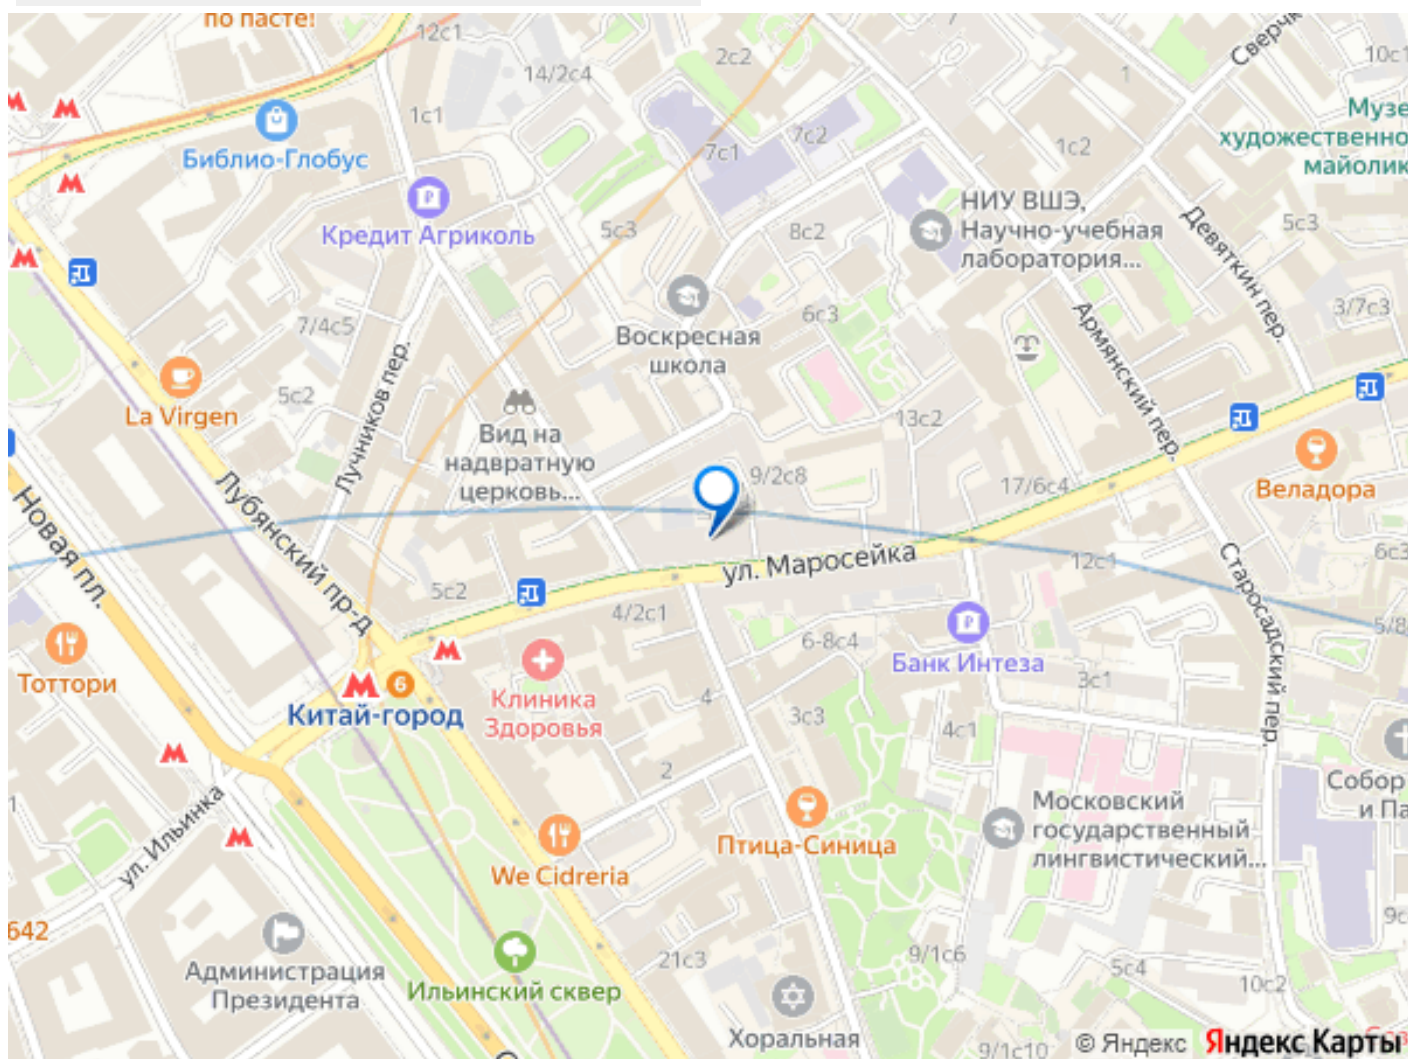 по пасте!
12с1
2с2
Сверчк
10с1
14/2с4
1
1с1
Музе
художественно
майолик
7с2
Библио-Глобус
7с1
1с2
НИУ ВШЭ,
Научно-учебная
лаборатория...
Девяткин пер.
5с3
Кредит Агриколь
5с3
8с2
3/7с3
7/4с5
6с3
Воскресная
школа
Армянский пер.
La Virgen
5с2
Лучников пер.
13с2
Вид на
надвратную
церковь...
9/2с8
17/6с4
Веладора
Новая пл.
Лубянский пр-д
ул. Маросейка
12с1
6с3
Старосадский пер.
5с2
4/2с1
5/8
6-8с4
Тоттори
Банк Интеза
6
Китай-город
Клиника
Здоровья
4
3с1
3с3
4с1
2
Собор
и Па
ул. Ильинка
Московский
государственный
лингвистический...
Птица-Синица
We Cidreria
642
9с
Администрация
Президента
21с3
9/1с6
5с4
Ильинский сквер
10с2
Хоральная
9/1с10
© Яндекс
Яндекс Карты